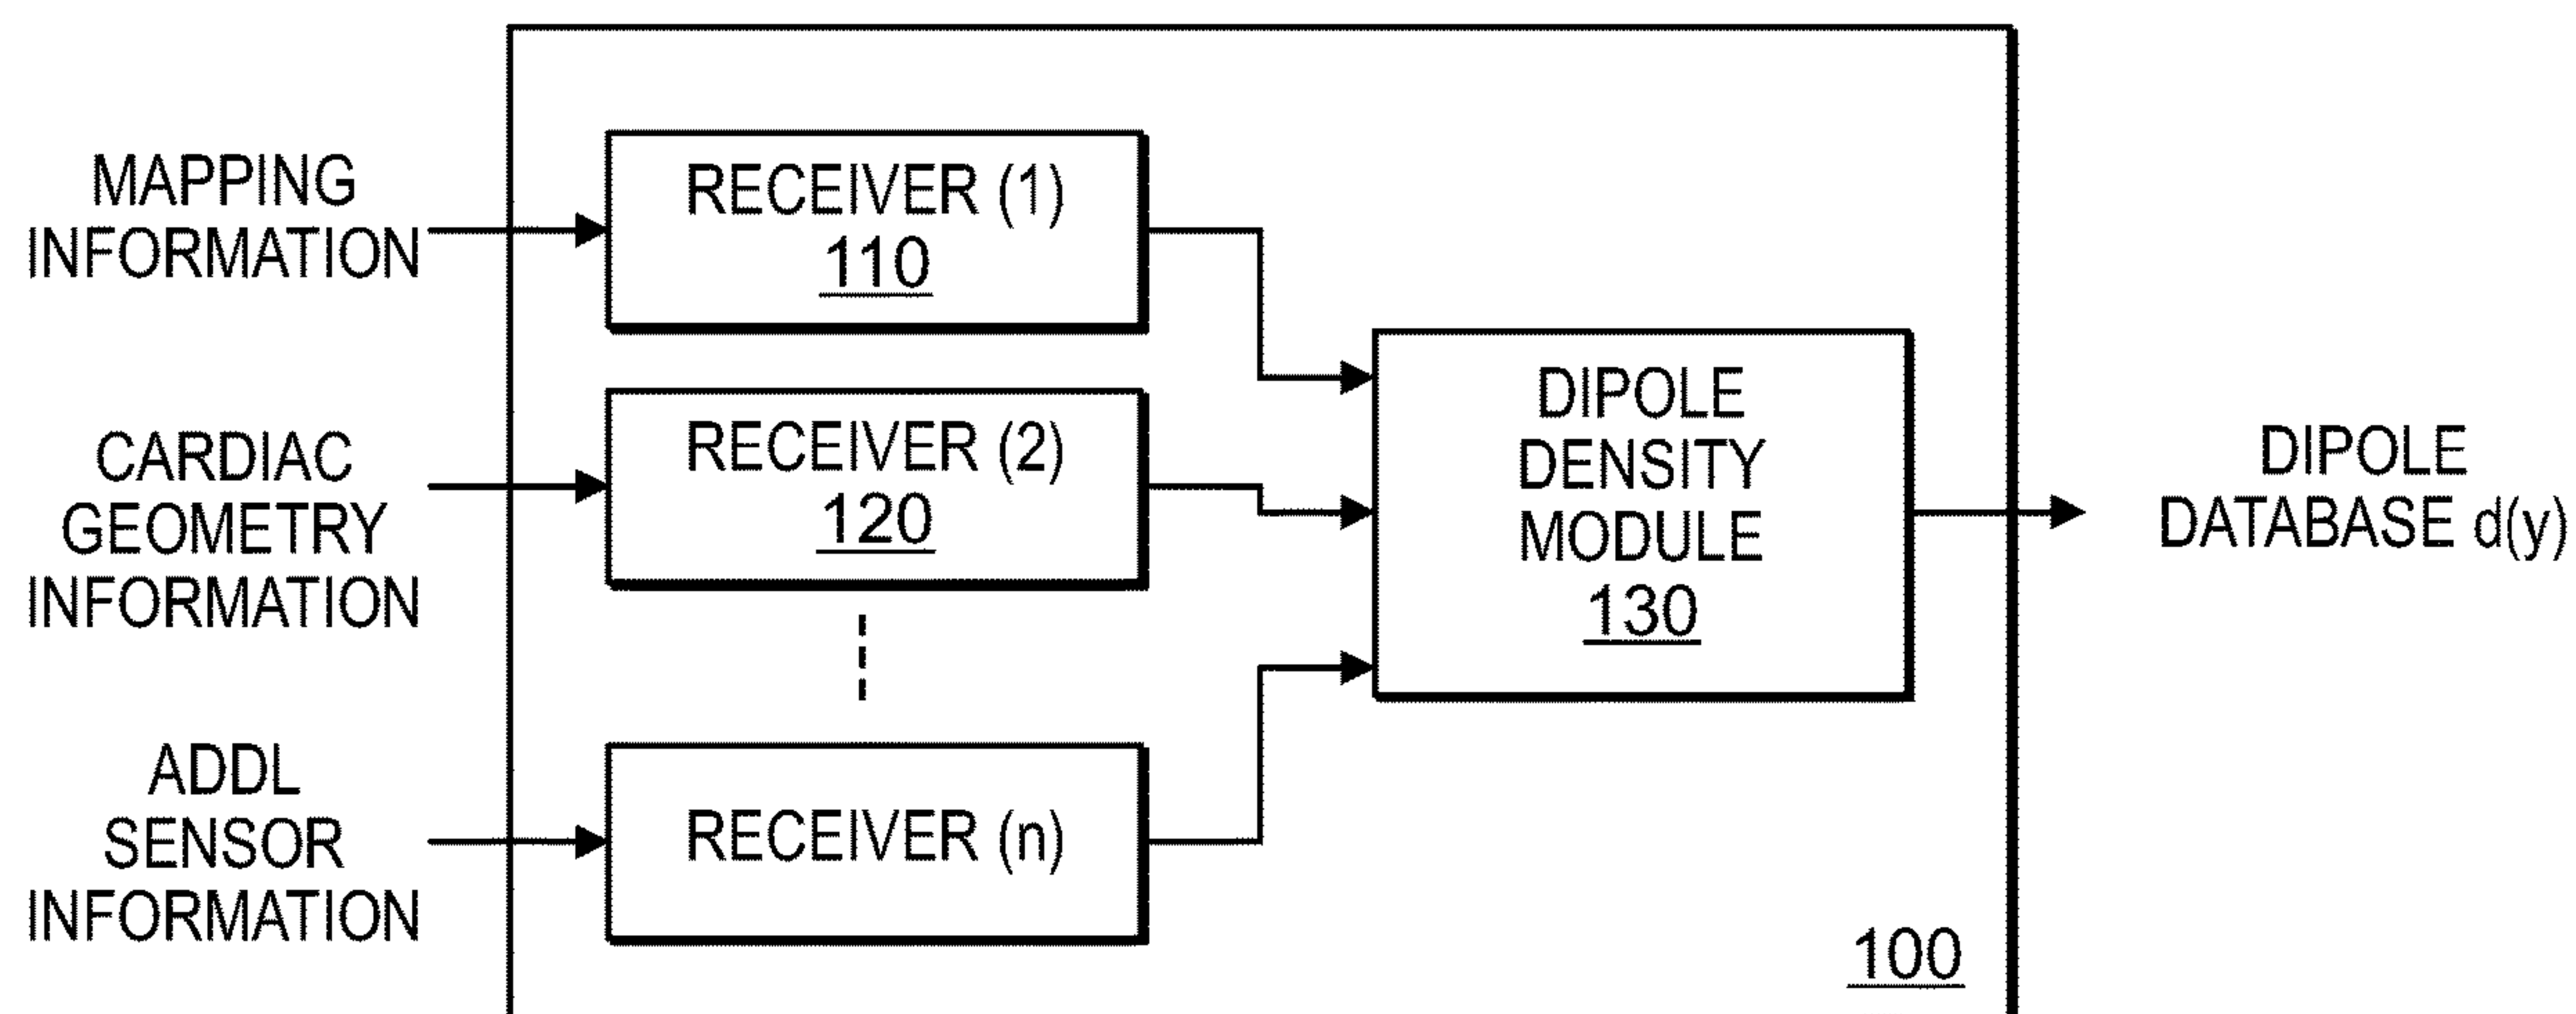 MAPPING
INFORMATION
RECEIVER (1)
110
CARDIAC
GEOMETRY
INFORMATION
RECEIVER (2)
120
ADDL
SENSOR
INFORMATION
RECEIVER (n)
DIPOLE
DENSITY
MODULE
130
DIPOLE
DATABASE d(y)
100